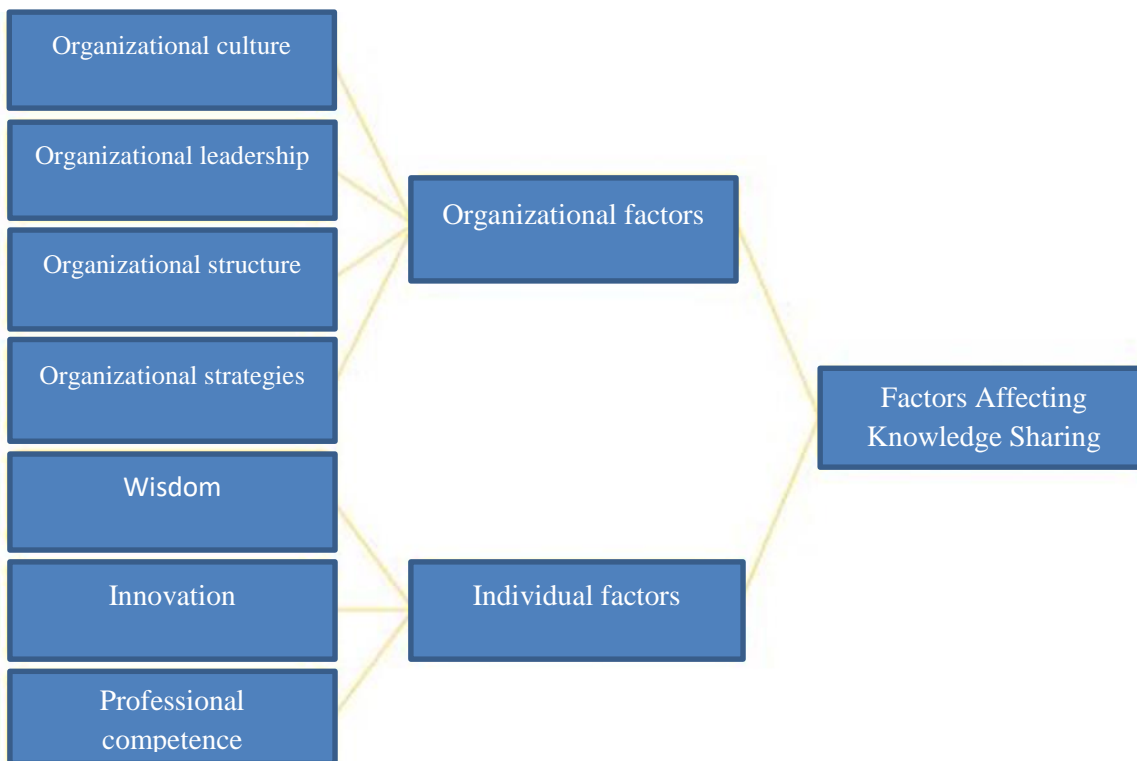 Organizational culture
Organizational leadership
Organizational factors
Organizational structure
Organizational strategies
Factors Affecting
Knowledge Sharing
Wisdom
Innovation
Individual factors
Professional
competence